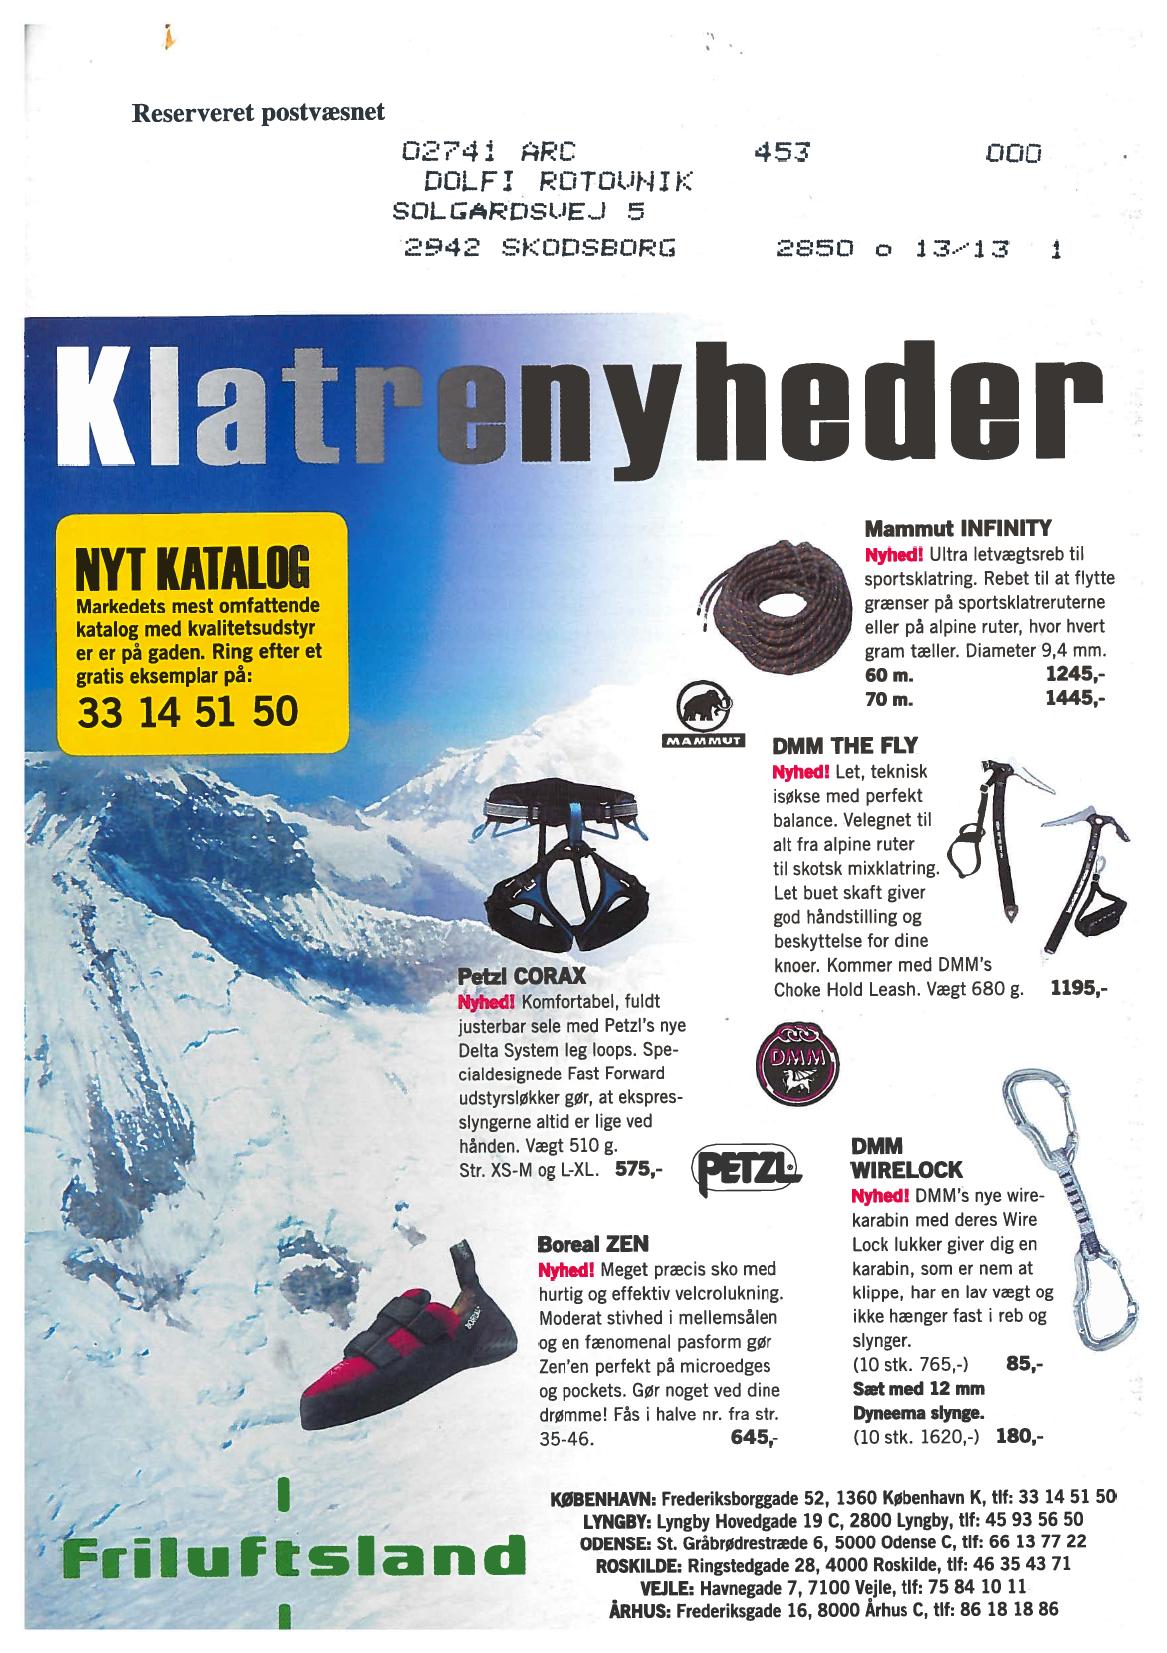 Reserveret postvæsnet
02741 ARC 453 000
DOLFI ROTOVNIK
SOLGARDSVEJ 5
2942 SKODSBORG 2850 o 13/13 1
Klatrenyheder
NYT KATALOG
Markedets mest omfattende
katalog med kvalitetsudstyr
er er på gaden. Ring efter et
gratis eksemplar på:
33 14 51 50
Mammut INFINITY
Nyhed! Ultra letvægtsreb til
sportsklatring. Rebet til at flytte
grænser på sportsklatreruterne
eller på alpine ruter, hvor hvert
gram tæller. Diameter 9,4 mm.
60 m. 1245,-
70 m. 1445,-
MAMMUT
DMM THE FLY
Nyhed! Let, teknisk
isøkse med perfekt
balance. Velegnet til
alt fra alpine ruter
til skotsk mixklatring.
Let buet skaft giver
god håndstilling og
beskyttelse for dine
knoer. Kommer med DMM's
Choke Hold Leash. Vægt 680 g. 1195,-
Petzl CORAX
Nyhed! Komfortabel, fuldt
justerbar sele med Petzl's nye
Delta System leg loops. Spe-
cialdesignede Fast Forward
udstyrsløkker gør, at ekspres-
slyngerne altid er lige ved
hånden. Vægt 510 g.
Str. XS-M og L-XL. 575,-
DMM
PETZL
DMM
WIRELOCK
Nyhed! DMM's nye wire-
karabin med deres Wire
Lock lukker giver dig en
karabin, som er nem at
klippe, har en lav vægt og
ikke hænger fast i reb og
slynger.
(10 stk. 765,-) 85,-
Sæt med 12 mm
Dyneema slynge.
(10 stk. 1620,-) 180,-
Boreal ZEN
Nyhed! Meget præcis sko med
hurtig og effektiv velcrolukning.
Moderat stivhed i mellemsålen
og en fænomenal pasform gør
Zen'en perfekt på microedges
og pockets. Gør noget ved dine
drømme! Fås i halve nr. fra str.
35-46. 645,-
BOREAL
Friluftsland
KØBENHAVN: Frederiksborggade 52, 1360 København K, tlf: 33 14 51 50
LYNGBY: Lyngby Hovedgade 19 C, 2800 Lyngby, tlf: 45 93 56 50
ODENSE: St. Gråbrødrestræde 6, 5000 Odense C, tlf: 66 13 77 22
ROSKILDE: Ringstedgade 28, 4000 Roskilde, tlf: 46 35 43 71
VEJLE: Havnegade 7, 7100 Vejle, tlf: 75 84 10 11
ÅRHUS: Frederiksgade 16, 8000 Århus C, tlf: 86 18 18 86